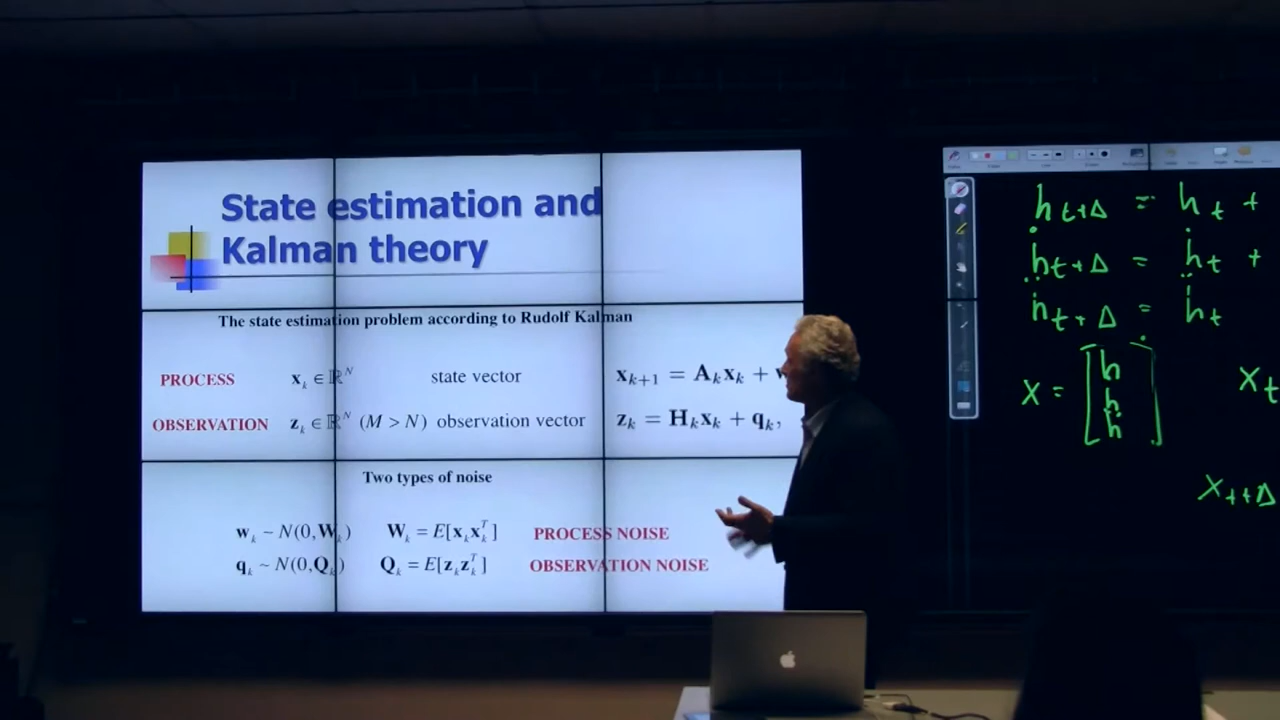 State estimation and
Kalman theory
The state estimation problem according to Rudolf Kalman
PROCESS x_k ∈ ℝ^N state vector x_{k+1} = A_k x_k +
OBSERVATION z_k ∈ ℝ^N (M > N) observation vector z_k = H_k x_k + q_k,
Two types of noise
w_k ~ N(0,W_k) W_k = E[x_k x_k^T] PROCESS NOISE
q_k ~ N(0,Q_k) Q_k = E[z_k z_k^T] OBSERVATION NOISE
h_{t+Δ} = h_t +
ḣ_{t+Δ} = ḣ_t +
ḧ_{t+Δ} = ḧ_t
X = [h ḣ ḧ]
X_t
X_{t+Δ}